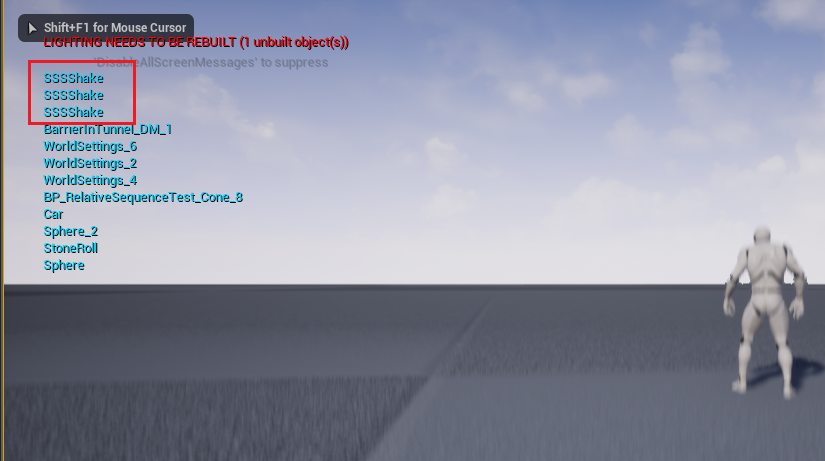 Shift+F1 for Mouse Cursor
LIGHTING NEEDS TO BE REBUILT (1 unbuilt object(s))
'DisableAllScreenMessages' to suppress
SSSShake
SSSShake
SSSShake
BarrierInTunnel_DM_1
WorldSettings_6
WorldSettings_2
WorldSettings_4
BP_RelativeSequenceTest_Cone_8
Car
Sphere_2
StoneRoll
Sphere